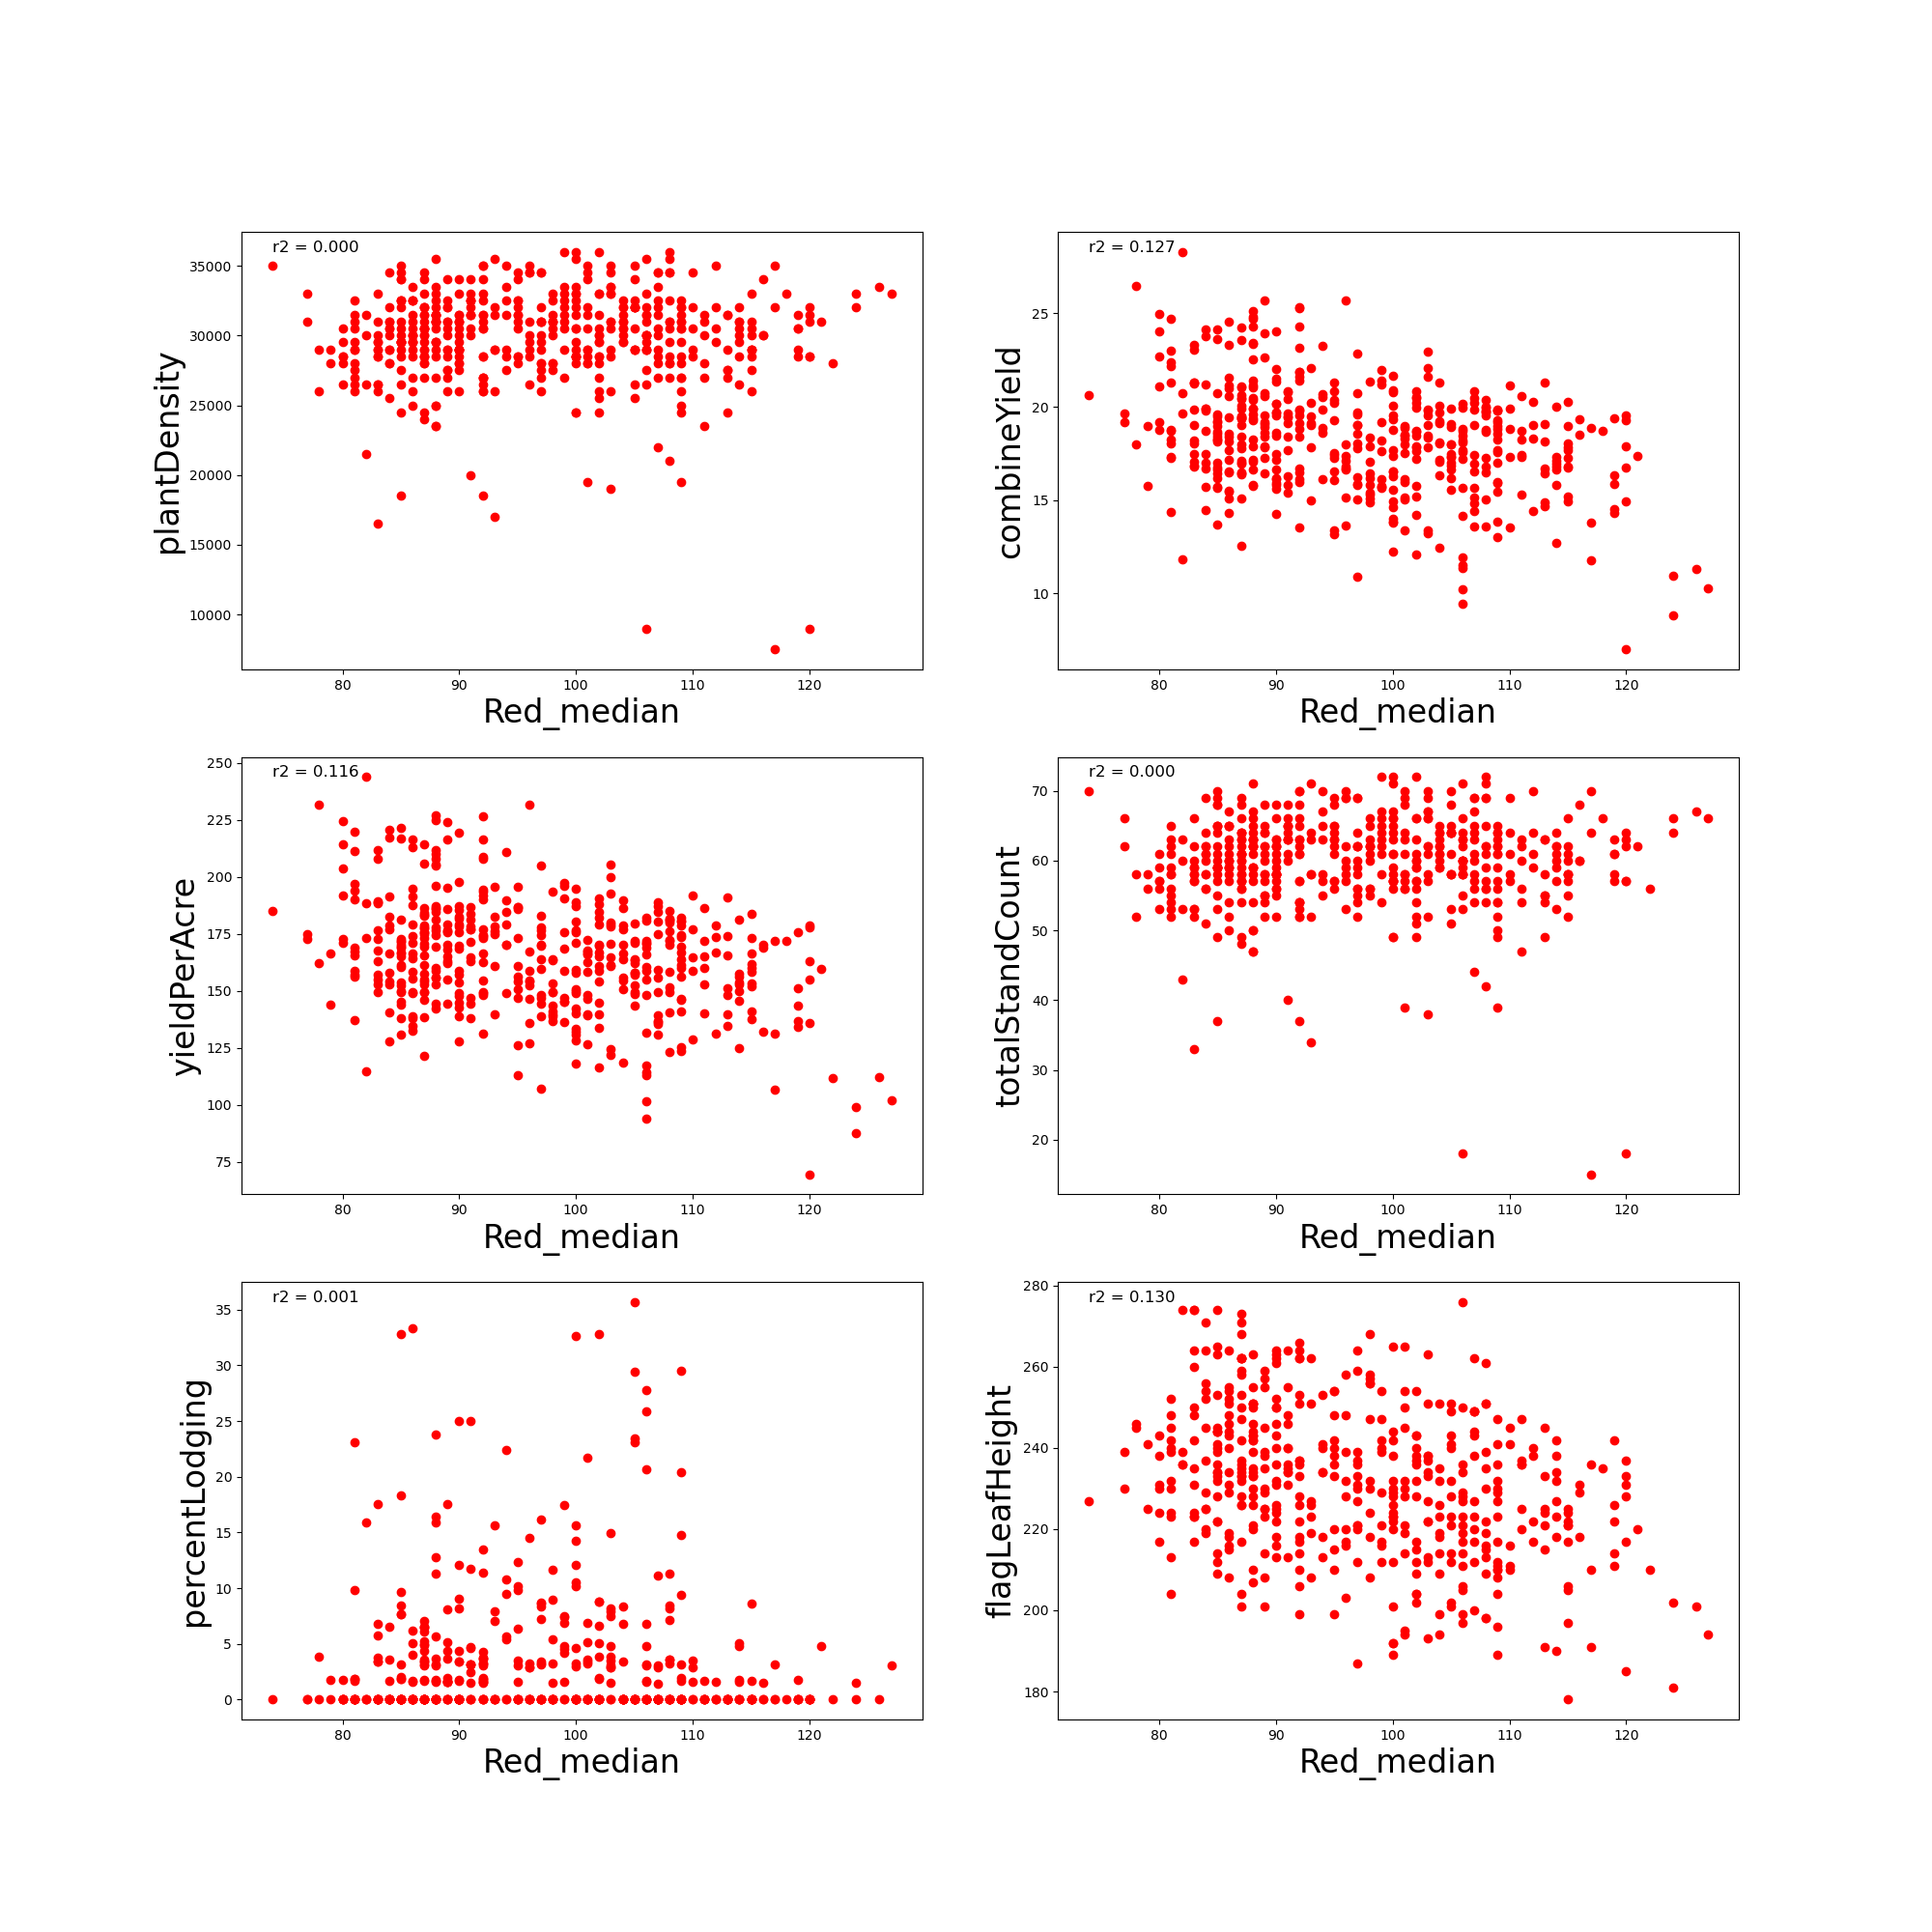 r2 = 0.000
35000
30000
25000
20000
15000
10000
plantDensity
80 90 100 110 120
Red_median
r2 = 0.127
25
20
15
10
combineYield
80 90 100 110 120
Red_median
r2 = 0.116
250
225
200
175
150
125
100
75
yieldPerAcre
80 90 100 110 120
Red_median
r2 = 0.000
70
60
50
40
30
20
totalStandCount
80 90 100 110 120
Red_median
r2 = 0.001
35
30
25
20
15
10
5
0
percentLodging
80 90 100 110 120
Red_median
r2 = 0.130
280
260
240
220
200
180
flagLeafHeight
80 90 100 110 120
Red_median